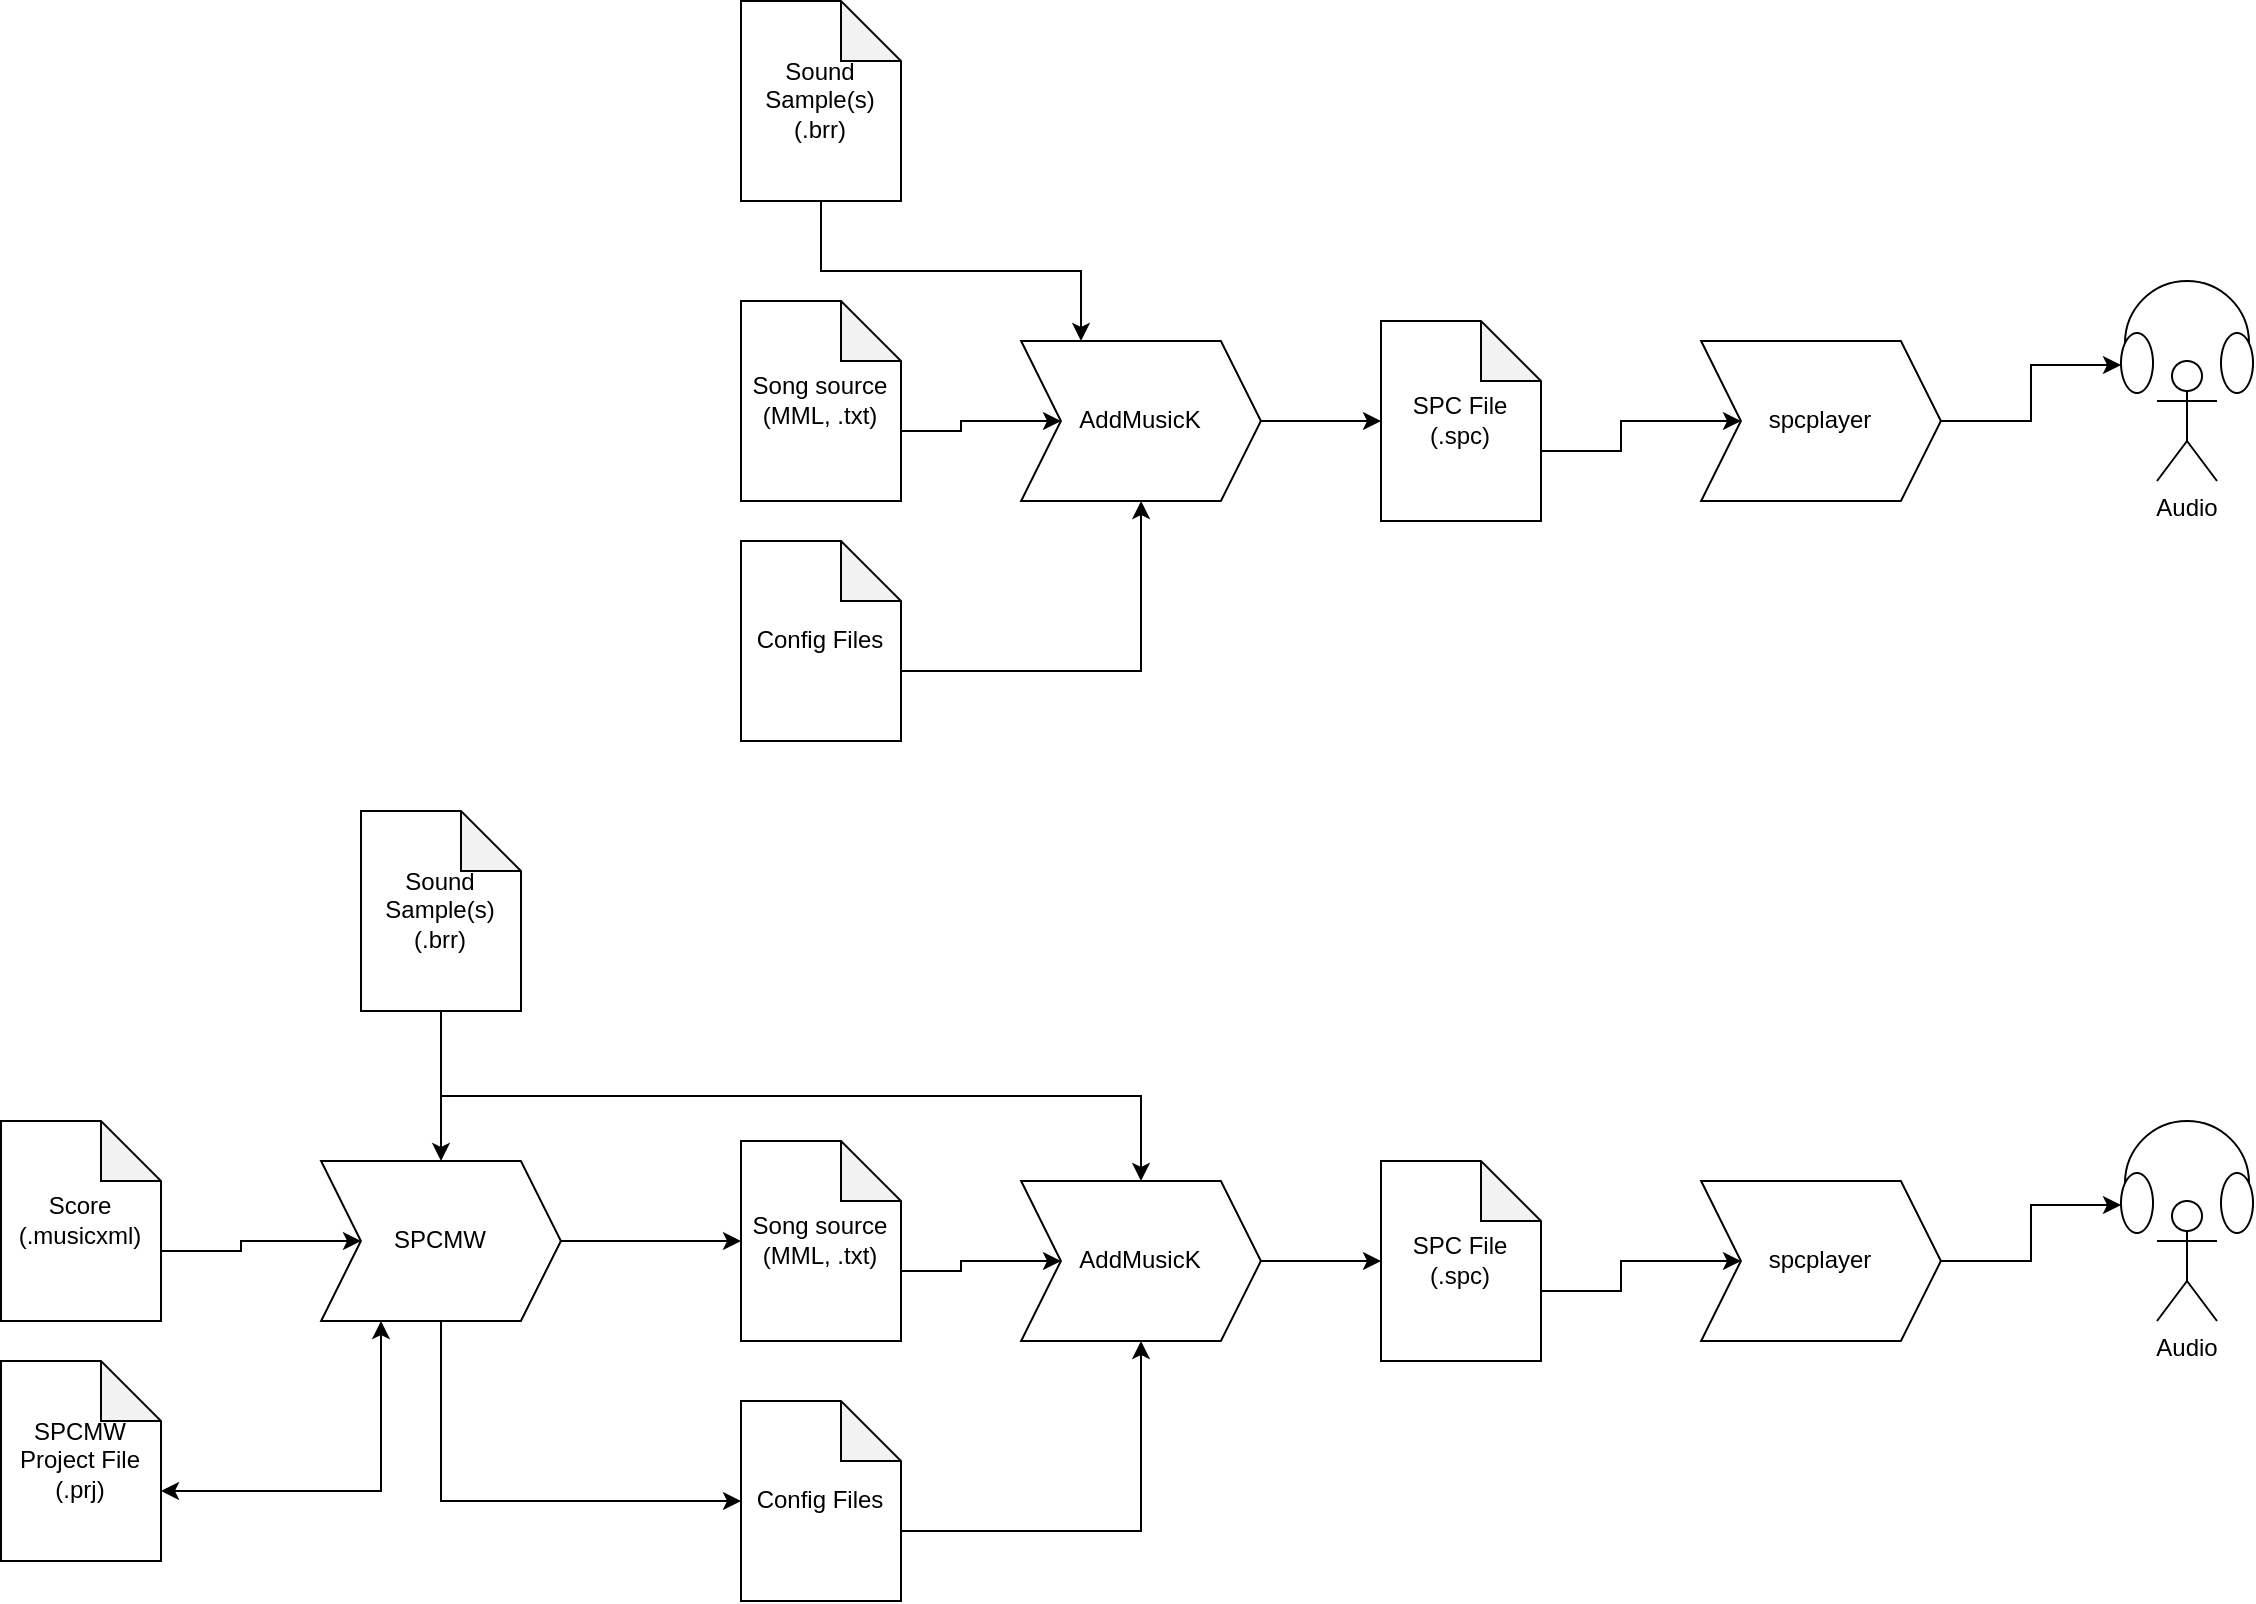 Sound
Sample(s)
(.brr)
Song source
(MML, .txt)
AddMusicK
SPC File
(.spc)
spcplayer
Audio
Config Files
Sound
Sample(s)
(.brr)
Score
(.musicxml)
SPCMW
Song source
(MML, .txt)
AddMusicK
SPC File
(.spc)
spcplayer
Audio
SPCMW
Project File
(.prj)
Config Files